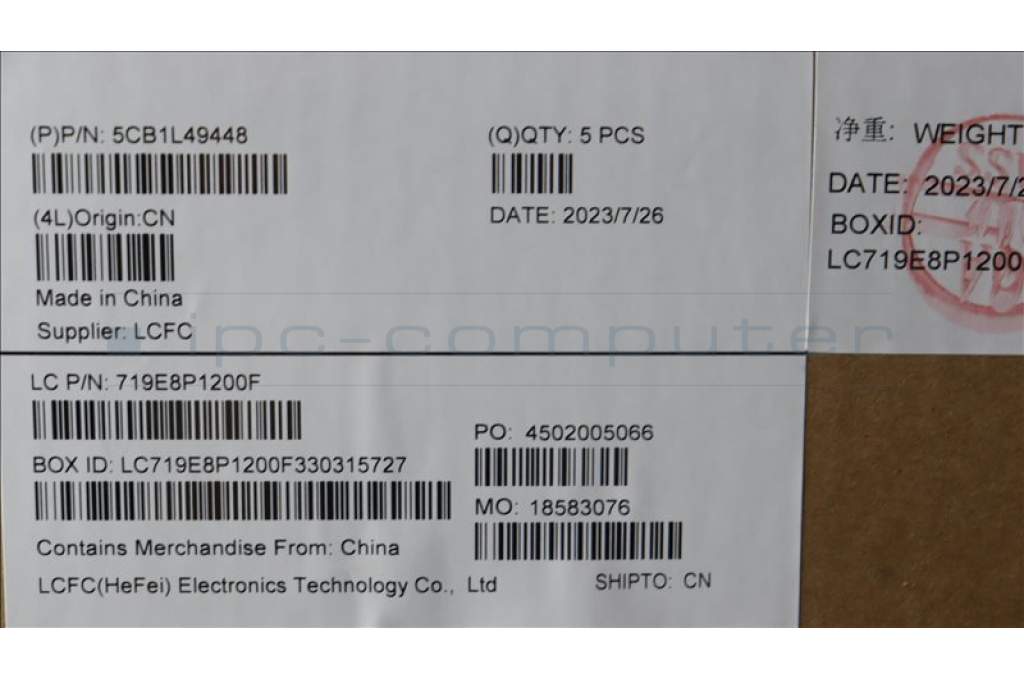 (P)P/N: 5CB1L49448
(Q)QTY: 5 PCS
(4L)Origin:CN
DATE: 2023/7/26
Made in China
Supplier: LCFC
净重: WEIGHT
DATE: 2023/7/2
BOXID:
LC719E8P1200
ipc-computer
LC P/N: 719E8P1200F
BOX ID: LC719E8P1200F330315727
PO: 4502005066
MO: 18583076
Contains Merchandise From: China
LCFC(HeFei) Electronics Technology Co., Ltd
SHIPTO: CN